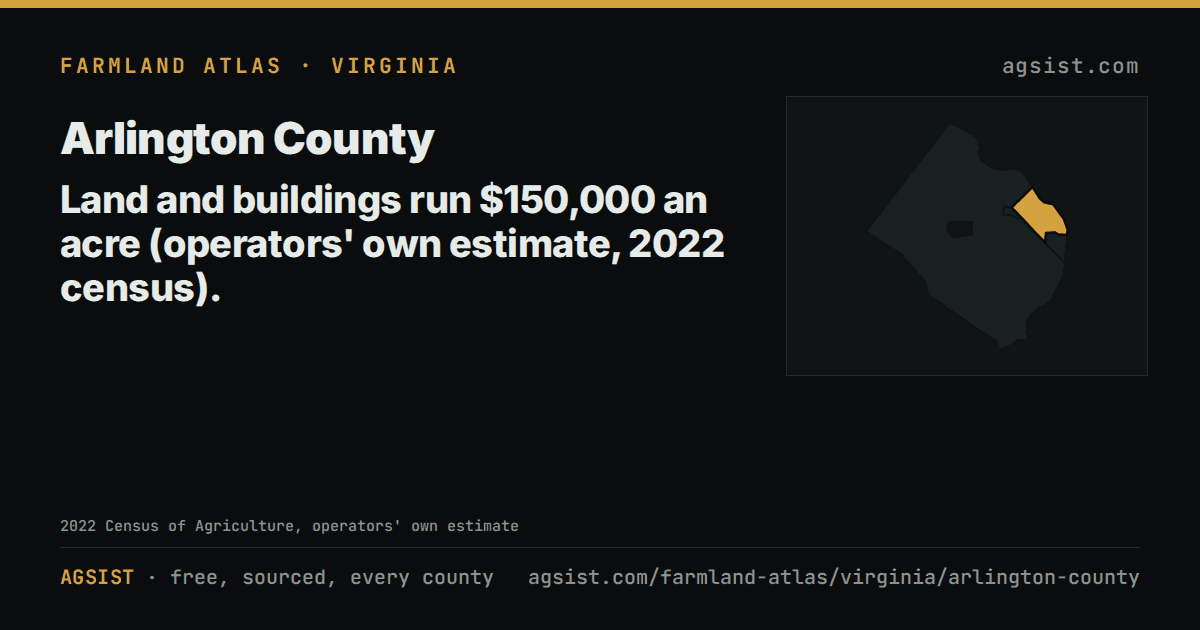 FARMLAND ATLAS · VIRGINIA
agsist.com
Arlington County
Land and buildings run $150,000 an
acre (operators' own estimate, 2022
census).
2022 Census of Agriculture, operators' own estimate
AGSIST · free, sourced, every county
agsist.com/farmland-atlas/virginia/arlington-county